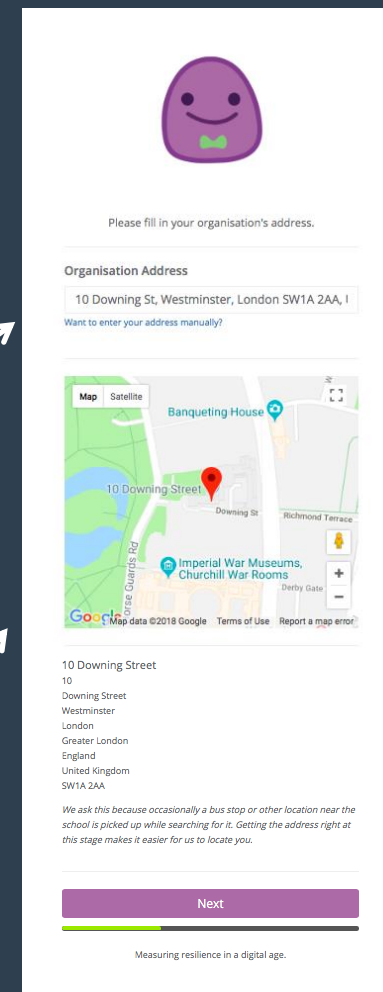 Please fill in your organisation's address.
Organisation Address
10 Downing St, Westminster, London SW1A 2AA,
Want to enter your address manually?
Map Satellite
Banqueting House
10 Downing Street
Downing St
Richmond Terrace
Imperial War Museums,
Churchill War Rooms
Derby Gate
orse Guards Rd
Google Map data ©2018 Google Terms of Use Report a map error
10 Downing Street
10
Downing Street
Westminster
London
Greater London
England
United Kingdom
SW1A 2AA
We ask this because occasionally a bus stop or other location near the
school is picked up while searching for it. Getting the address right at
this stage makes it easier for us to locate you.
Next
Measuring resilience in a digital age.